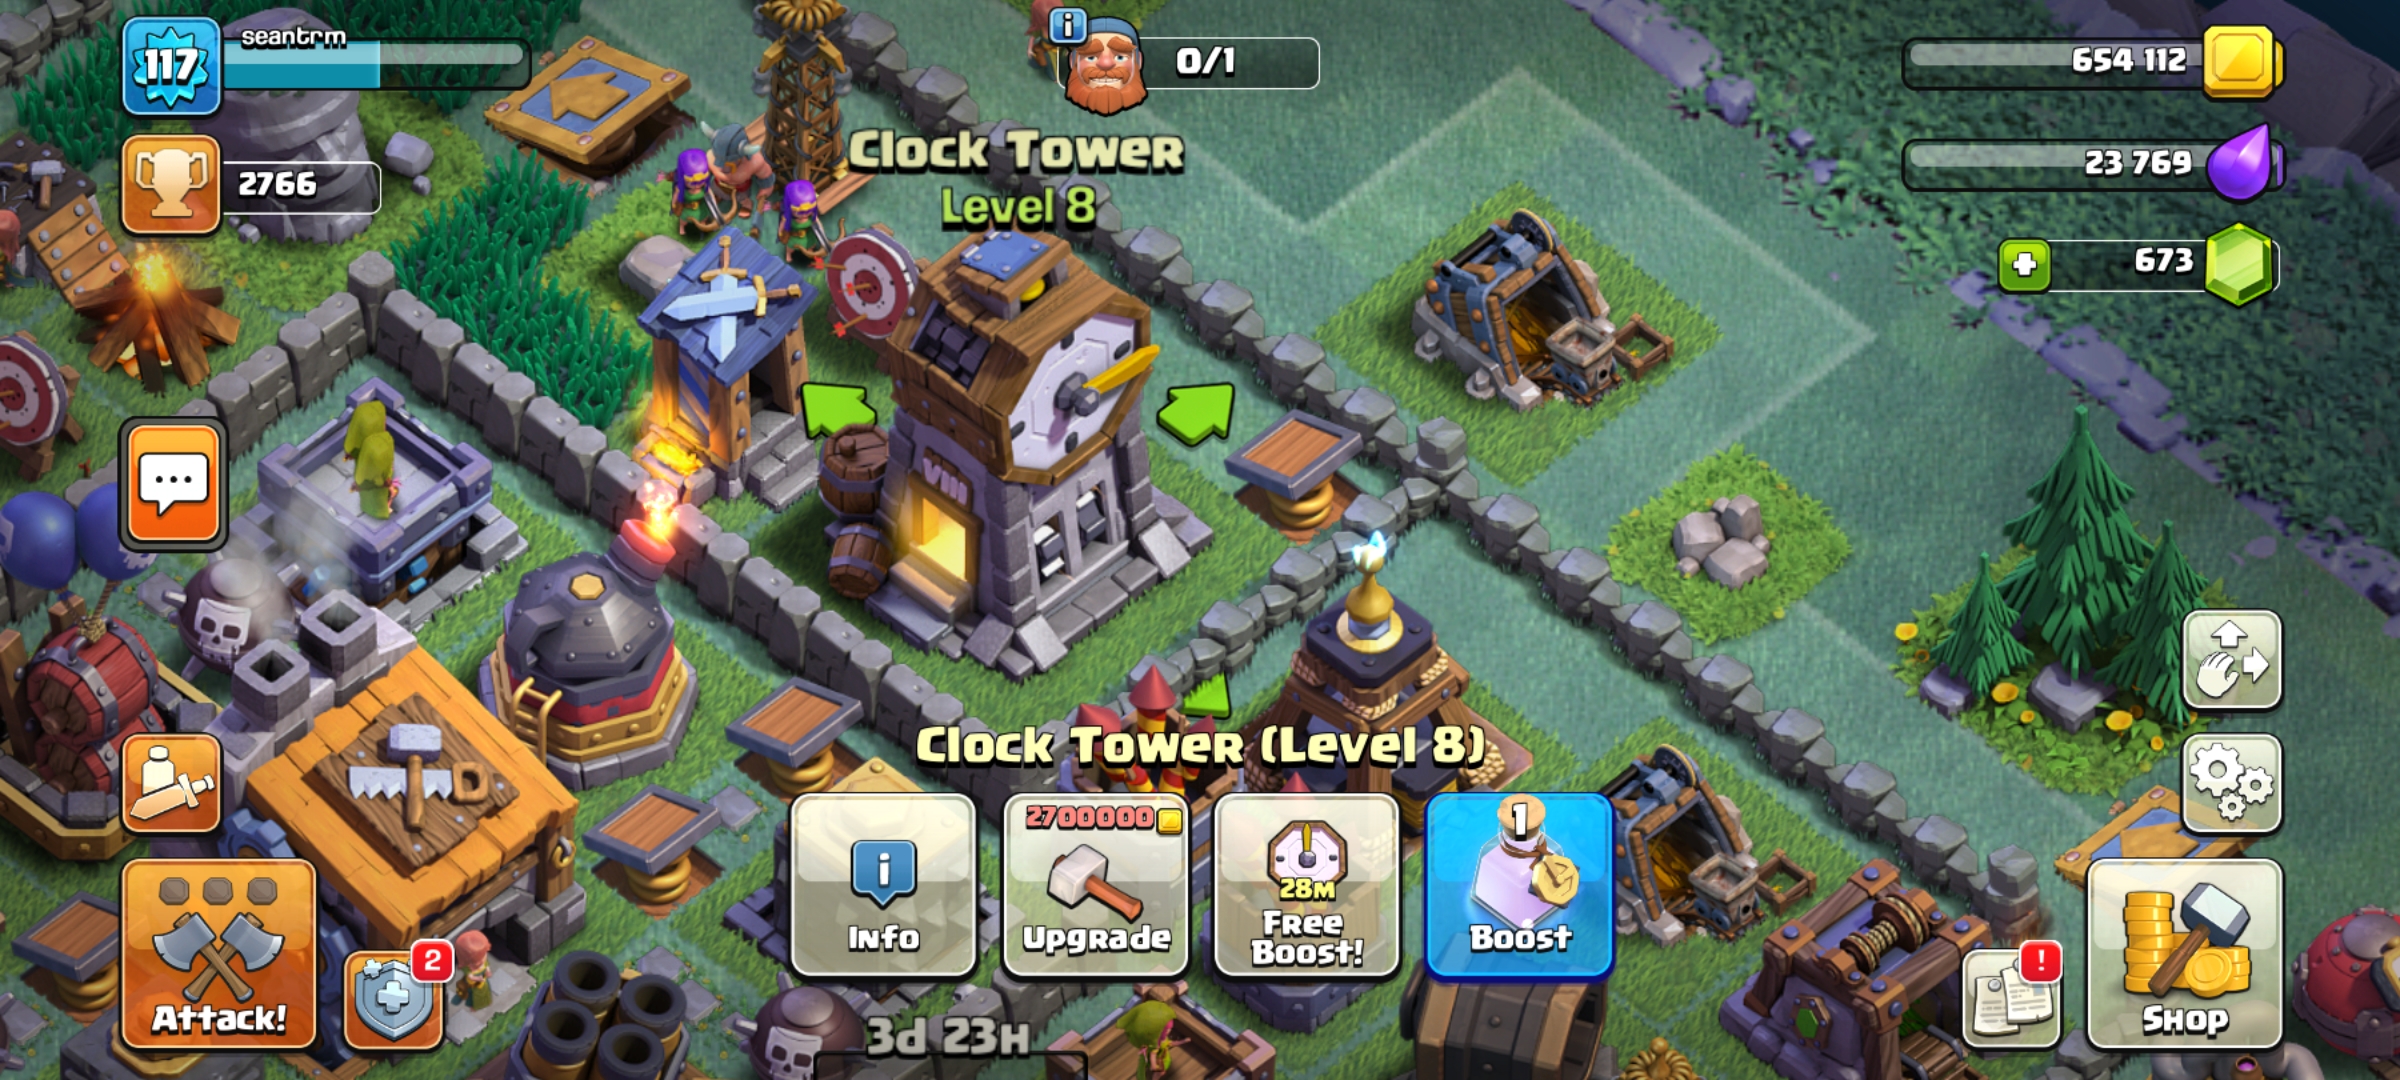 117
seantrm
0/1
654 112
Clock Tower
Level 8
2766
23 769
673
VIII
Clock Tower (Level 8)
2700000
28M
1
Info
Upgrade
Free
Boost!
Boost
Attack!
2
3d 23H
!
Shop